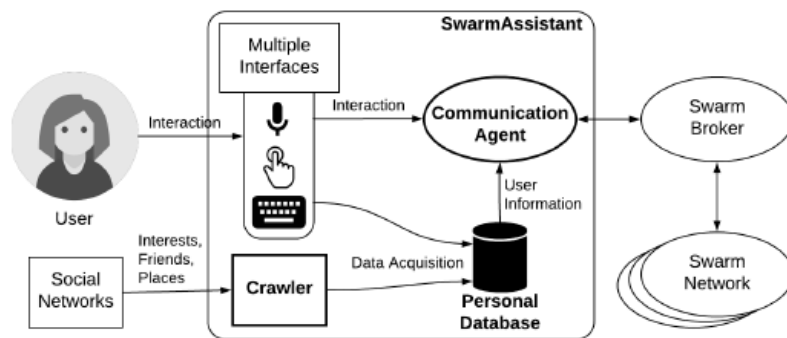 SwarmAssistant
Multiple
Interfaces
Interaction
Interaction
Communication
Agent
Swarm
Broker
User
User
Information
Interests,
Friends,
Places
Social
Networks
Crawler
Data Acquisition
Personal
Database
Swarm
Network